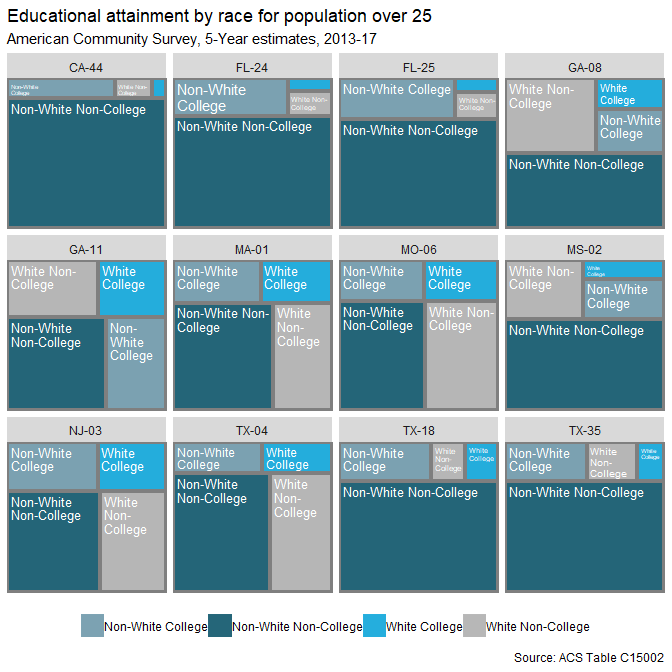 Educational attainment by race for population over 25
American Community Survey, 5-Year estimates, 2013-17
CA-44
Non-White
College
White Non-
College
Non-White Non-College
FL-24
Non-White
College
White Non-
College
Non-White Non-College
FL-25
Non-White College
White Non-
College
Non-White Non-College
GA-08
White Non-
College
White
College
Non-White
College
Non-White Non-College
GA-11
White Non-
College
White
College
Non-White
Non-College
Non-
White
College
MA-01
Non-White
College
White
College
Non-White Non-
College
White
Non-
College
MO-06
Non-White
College
White
College
Non-White
Non-College
White Non-
College
MS-02
White Non-
College
White
College
Non-White
College
Non-White Non-College
NJ-03
Non-White
College
White
College
Non-White
Non-College
White
Non-
College
TX-04
Non-White
College
White
College
Non-White
Non-College
White
Non-
College
TX-18
Non-White
College
White
Non-
College
White
College
Non-White Non-College
TX-35
Non-White
College
White
Non-
College
White
College
Non-White Non-College
Non-White College
Non-White Non-College
White College
White Non-College
Source: ACS Table C15002